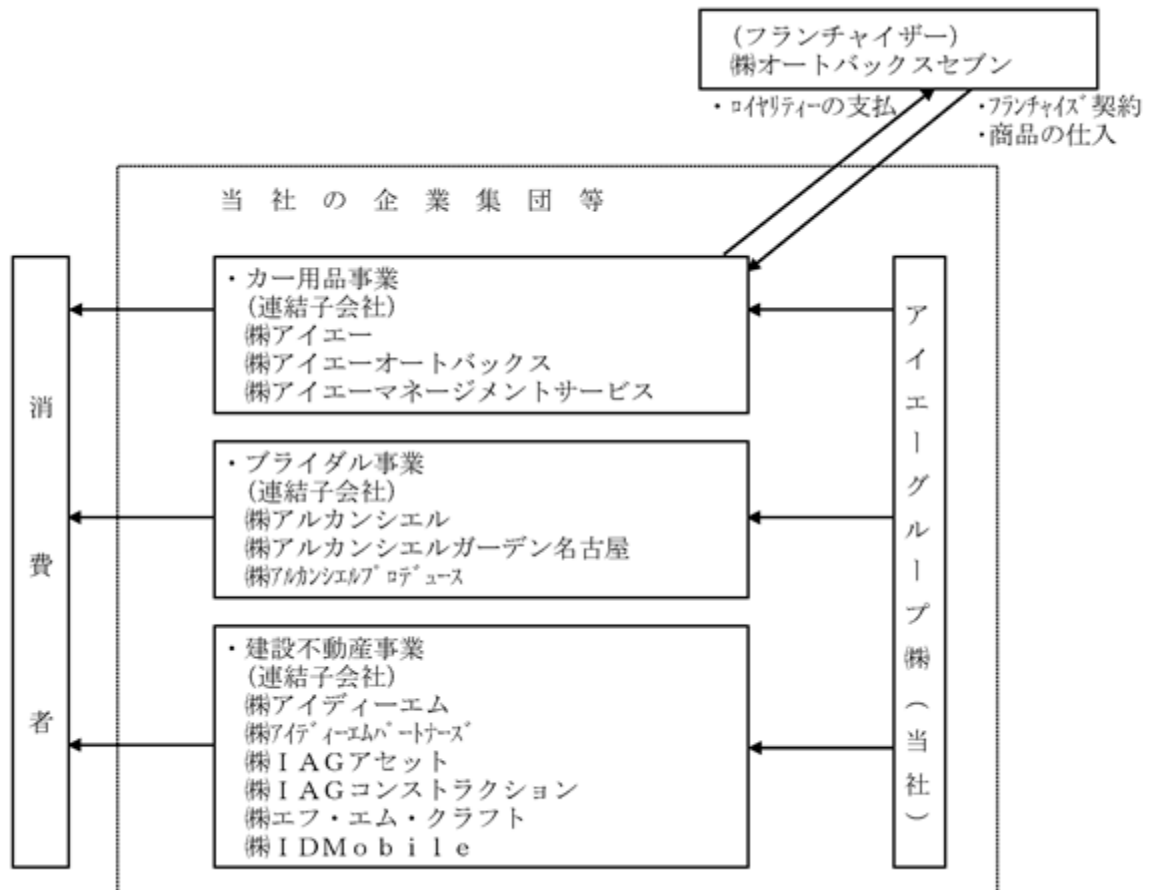 (フランチャイザー)
㈱オートバックスセブン
・ロイヤリティーの支払
・フランチャイズ契約
・商品の仕入
当社の企業集団等
・カー用品事業
(連結子会社)
㈱アイエー
㈱アイエーオートバックス
㈱アイエーマネージメントサービス
・ブライダル事業
(連結子会社)
㈱アルカンシエル
㈱アルカンシエルガーデン名古屋
㈱アルカンシエルプロデュース
・建設不動産事業
(連結子会社)
㈱アイディーエム
㈱アイディーエムパートナーズ
㈱ＩＡＧアセット
㈱ＩＡＧコンストラクション
㈱エフ・エム・クラフト
㈱ＩＤＭｏｂｉｌｅ
消費者
アイエーグループ㈱(当社)